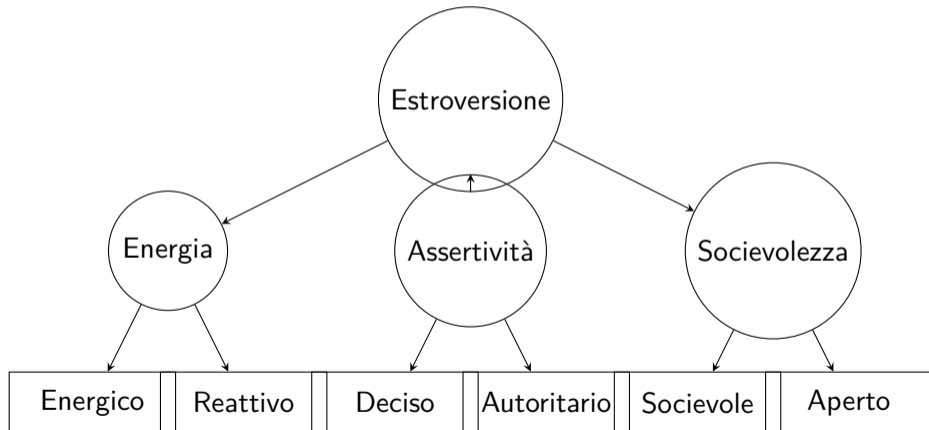 Estroversione
Energia
Assertività
Socievolezza
Energico
Reattivo
Deciso
Autoritario
Socievole
Aperto